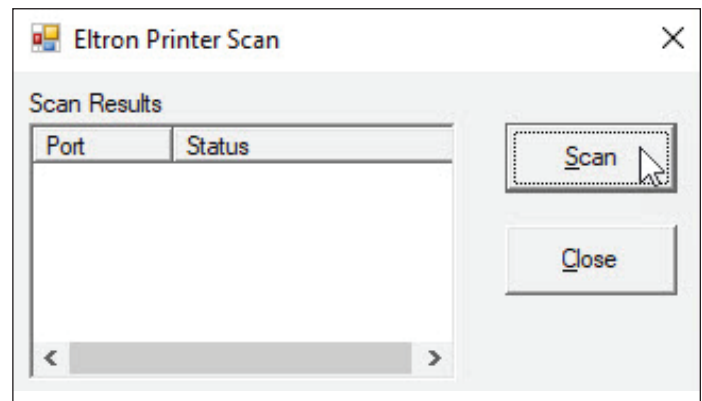 Eltron Printer Scan
Scan Results
Port Status
Scan
Close